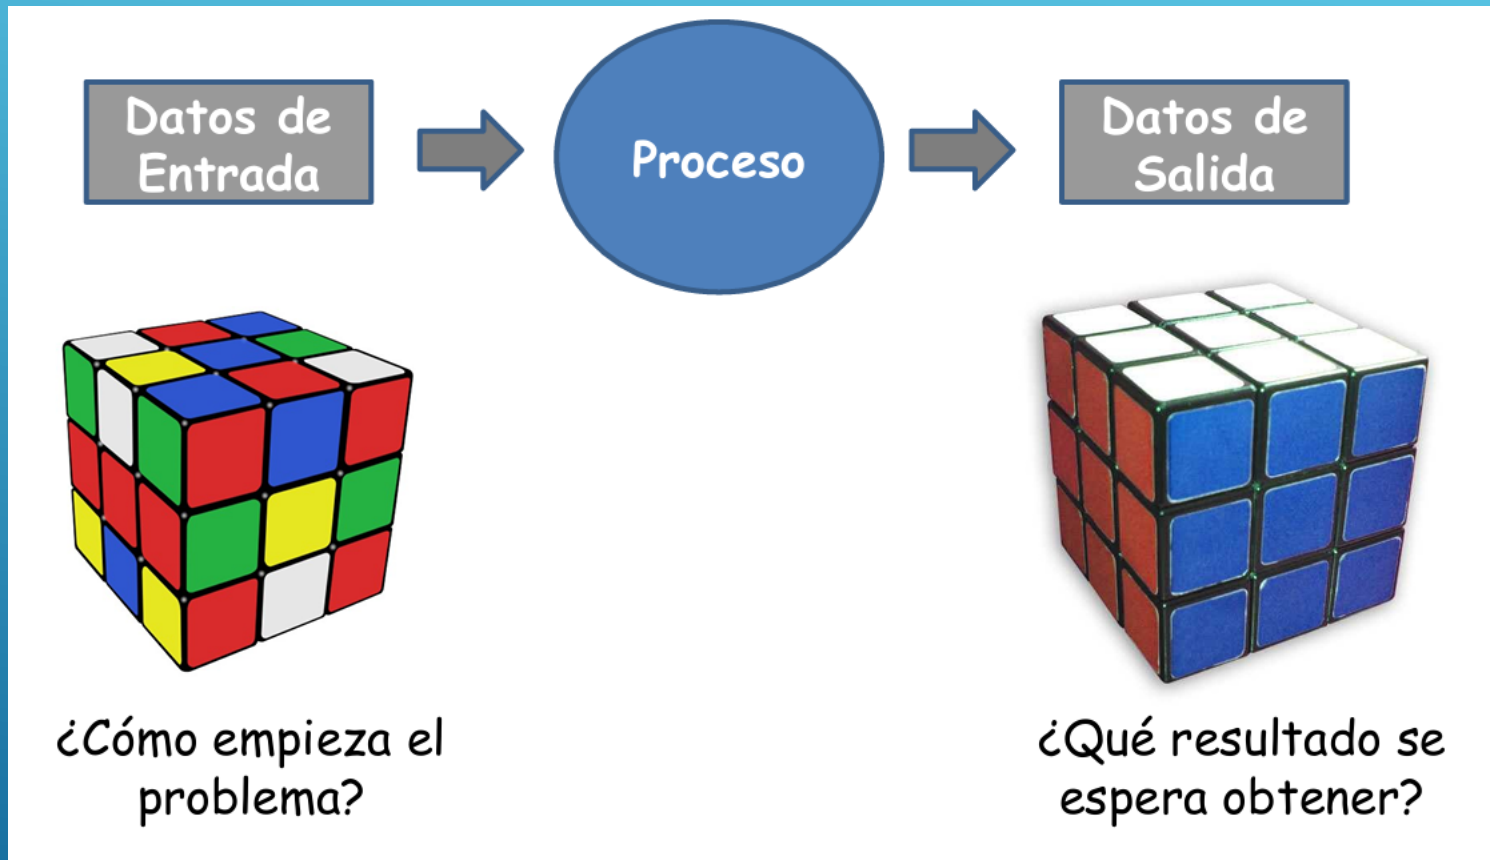 Datos de
Entrada
Proceso
Datos de
Salida
¿Cómo empieza el
problema?
¿Qué resultado se
espera obtener?